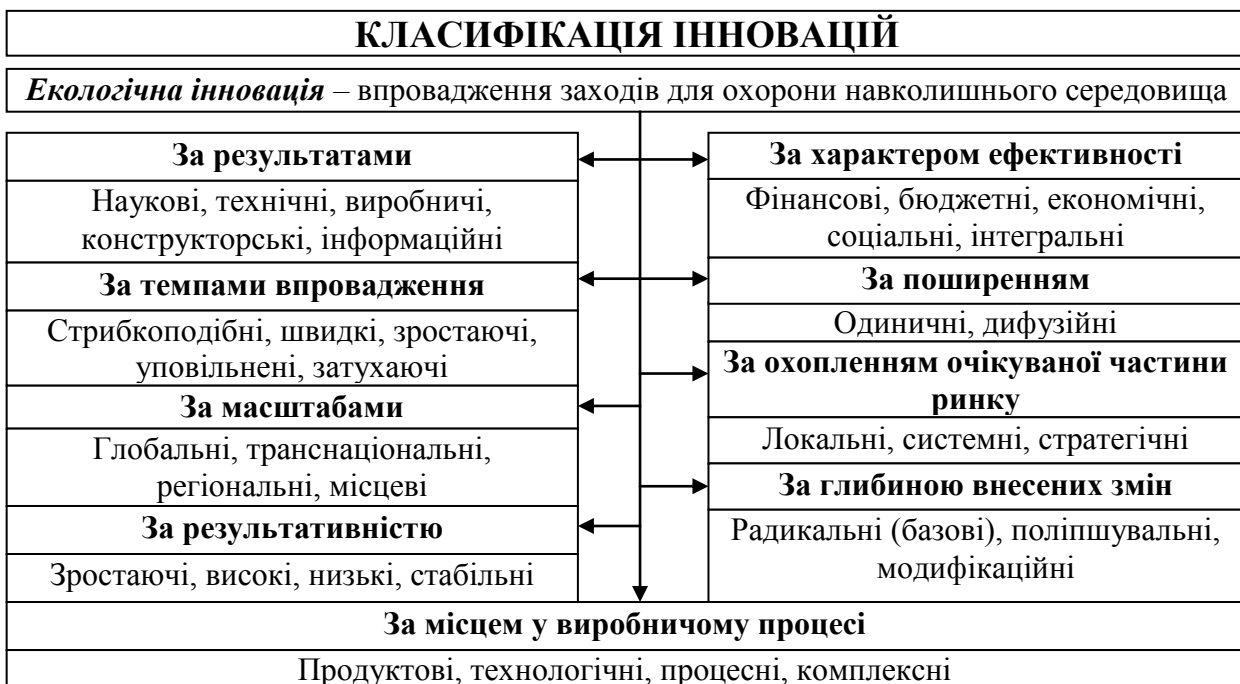 КЛАСИФІКАЦІЯ ІННОВАЦІЙ
Екологічна інновація – впровадження заходів для охорони навколишнього середовища
За результатами
Наукові, технічні, виробничі,
конструкторські, інформаційні
За темпами впровадження
Стрибкоподібні, швидкі, зростаючі,
уповільнені, затухаючі
За масштабами
Глобальні, транснаціональні,
регіональні, місцеві
За результативністю
Зростаючі, високі, низькі, стабільні
За характером ефективності
Фінансові, бюджетні, економічні,
соціальні, інтегральні
За поширенням
Одиничні, дифузійні
За охопленням очікуваної частини
ринку
Локальні, системні, стратегічні
За глибиною внесених змін
Радикальні (базові), поліпшувальні,
модифікаційні
За місцем у виробничому процесі
Продуктові, технологічні, процесні, комплексні